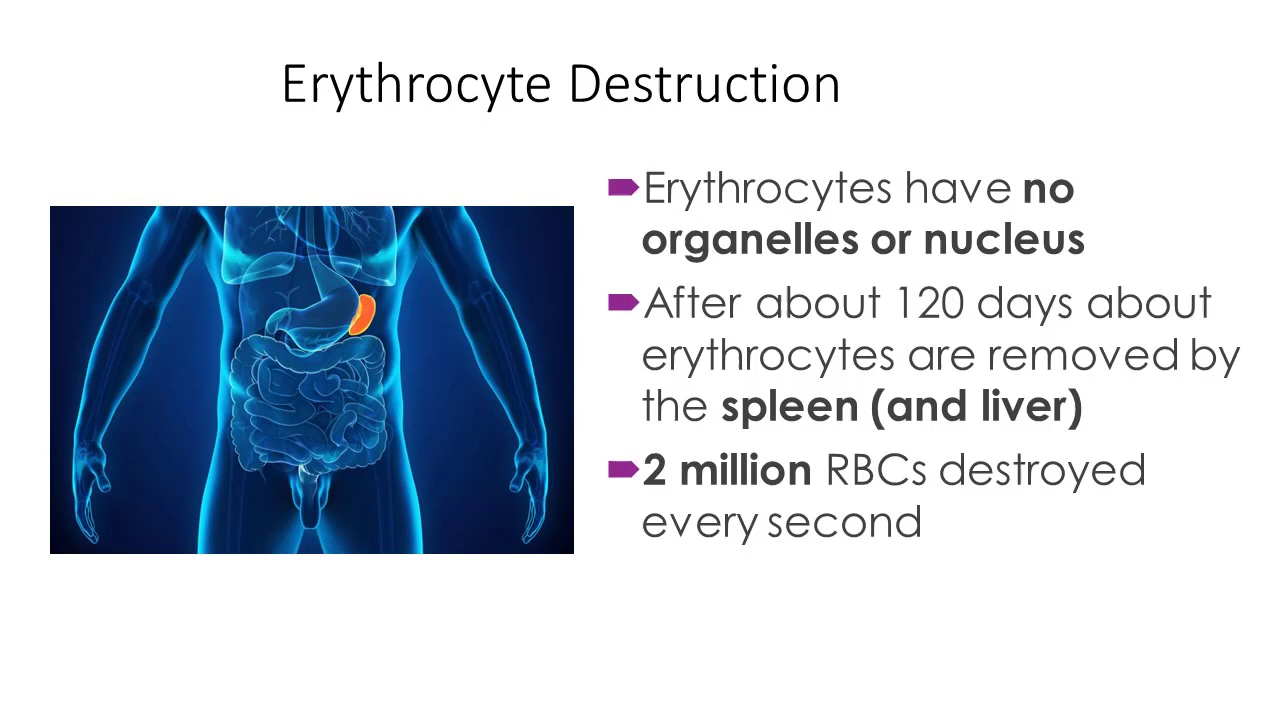 Erythrocyte Destruction
Erythrocytes have no
organelles or nucleus
After about 120 days about
erythrocytes are removed by
the spleen (and liver)
2 million RBCs destroyed
every second